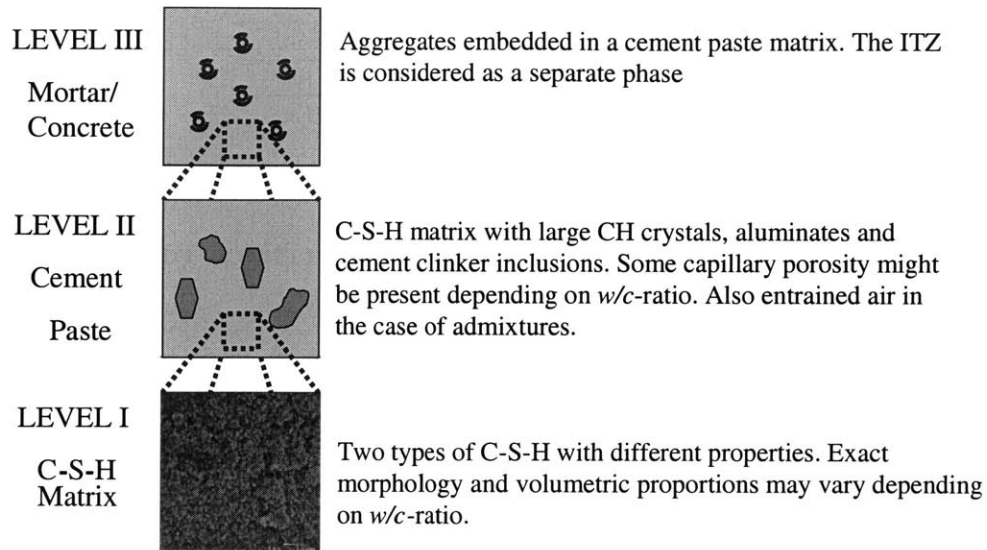 LEVEL III
Mortar/
Concrete
Aggregates embedded in a cement paste matrix. The ITZ
is considered as a separate phase
LEVEL II
Cement
Paste
C-S-H matrix with large CH crystals, aluminates and
cement clinker inclusions. Some capillary porosity might
be present depending on w/c-ratio. Also entrained air in
the case of admixtures.
LEVEL I
C-S-H
Matrix
Two types of C-S-H with different properties. Exact
morphology and volumetric proportions may vary depending
on w/c-ratio.